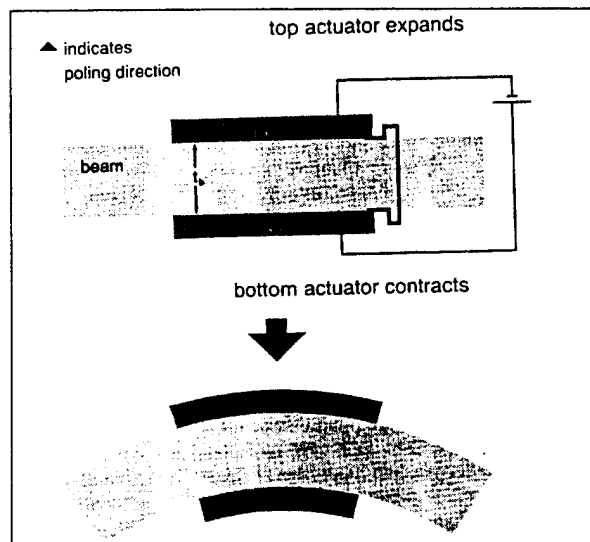 top actuator expands
▲ indicates
poling direction
beam
bottom actuator contracts